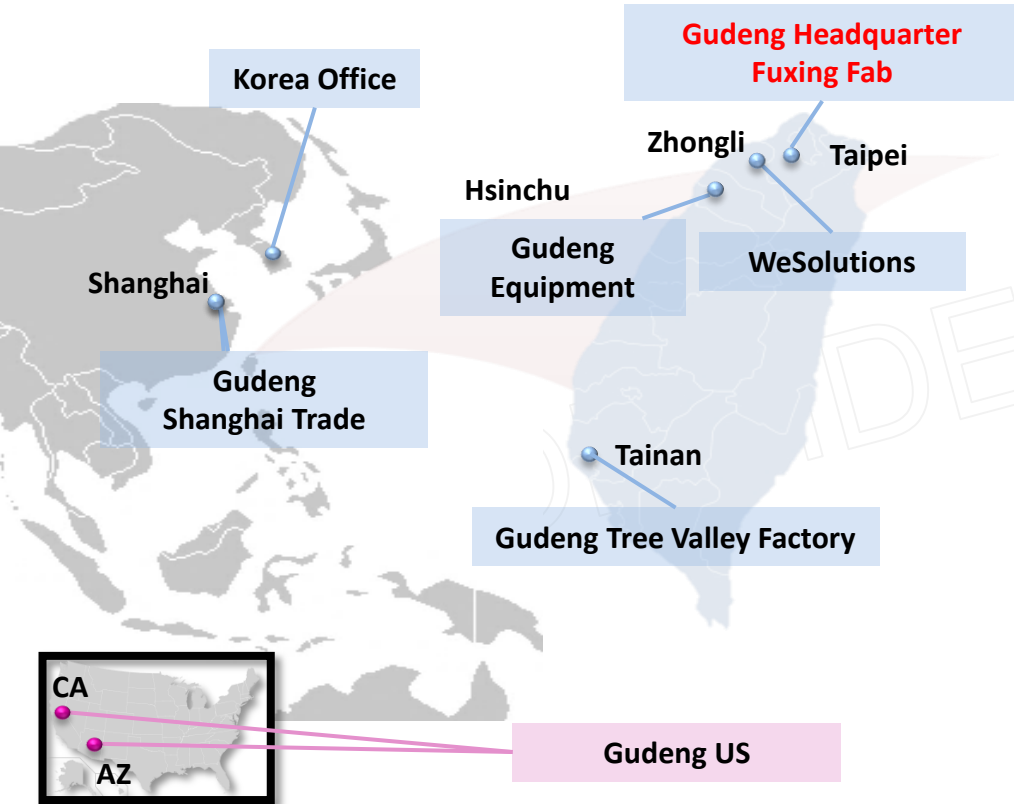 Gudeng Headquarter
Fuxing Fab
Korea Office
Zhongli
Taipei
Hsinchu
Gudeng
Equipment
WeSolutions
Shanghai
Gudeng
Shanghai Trade
Tainan
Gudeng Tree Valley Factory
CA
AZ
Gudeng US